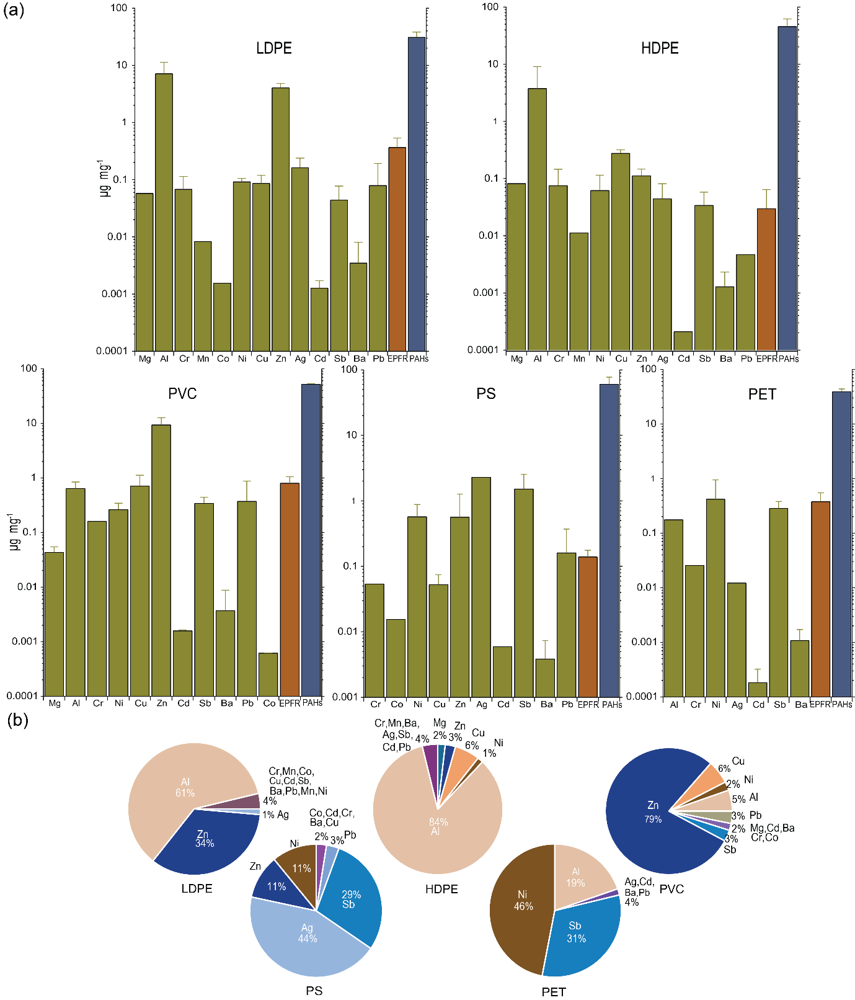 (a)
LDPE
100
10
1
0.1
0.01
0.001
0.0001
µg mg⁻¹
Mg Al Cr Mn Co Ni Cu Zn Ag Cd Sb Ba Pb EPFR PAHs
HDPE
100
10
1
0.1
0.01
0.001
0.0001
Mg Al Cr Mn Ni Cu Zn Ag Cd Sb Ba Pb EPFR PAHs
PVC
100
10
1
0.1
0.01
0.001
0.0001
µg mg⁻¹
Mg Al Cr Ni Cu Zn Cd Sb Ba Pb Co EPFR PAHs
PS
100
10
1
0.1
0.01
0.001
Cr Co Ni Cu Zn Ag Cd Sb Ba Pb EPFR PAHs
PET
100
10
1
0.1
0.01
0.001
0.0001
Al Cr Ni Ag Cd Sb Ba EPFR PAHs
(b)
Al
61%
Cr,Mn,Co,
Cu,Cd,Sb,
Ba,Pb,Mn,Ni
4%
1% Ag
Zn
34%
LDPE
Co,Cd,Cr,
Ba,Cu
2%
3% Pb
Ni
11%
Zn
11%
29%
Sb
Ag
44%
PS
Cr,Mn,Ba,
Ag,Sb,
Cd,Pb
4%
Mg
2%
Zn
3%
Cu
6%
Ni
1%
84%
Al
HDPE
Al
19%
Ag,Cd,
Ba,Pb
4%
Ni
46%
Sb
31%
PET
Cu
6%
Ni
2%
5% Al
3% Pb
2% Mg,Cd,Ba
Cr,Co
3%
Sb
Zn
79%
PVC